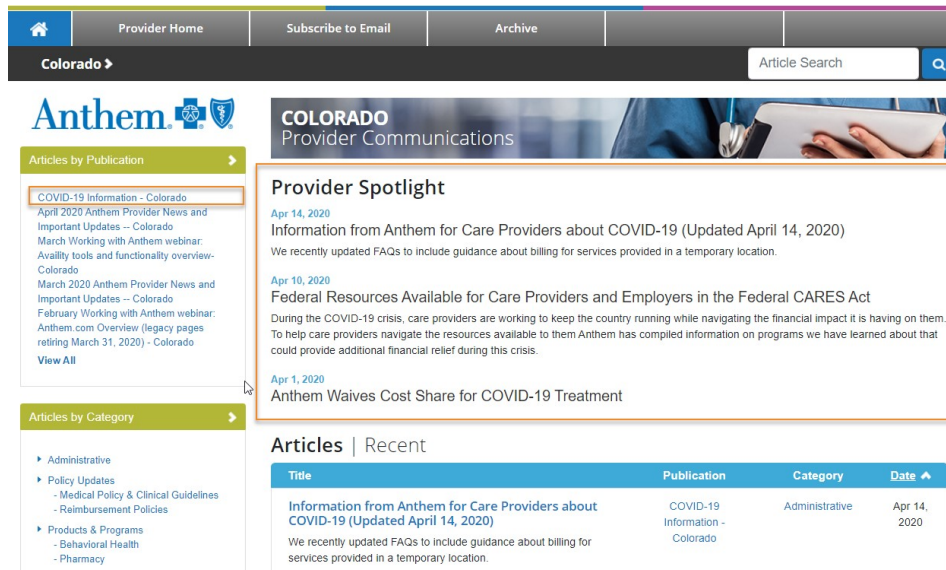 Provider Home
Subscribe to Email
Archive
Colorado
Article Search
Anthem.
COLORADO
Provider Communications
Articles by Publication
COVID-19 Information - Colorado
April 2020 Anthem Provider News and
Important Updates -- Colorado
March Working with Anthem webinar:
Availity tools and functionality overview-
Colorado
March 2020 Anthem Provider News and
Important Updates -- Colorado
February Working with Anthem webinar:
Anthem.com Overview (legacy pages
retiring March 31, 2020) - Colorado
View All
Provider Spotlight
Apr 14, 2020
Information from Anthem for Care Providers about COVID-19 (Updated April 14, 2020)
We recently updated FAQs to include guidance about billing for services provided in a temporary location.
Apr 10, 2020
Federal Resources Available for Care Providers and Employers in the Federal CARES Act
During the COVID-19 crisis, care providers are working to keep the country running while navigating the financial impact it is having on them.
To help care providers navigate the resources available to them Anthem has compiled information on programs we have learned about that
could provide additional financial relief during this crisis.
Apr 1, 2020
Anthem Waives Cost Share for COVID-19 Treatment
Articles by Category
Administrative
Policy Updates
- Medical Policy & Clinical Guidelines
- Reimbursement Policies
Products & Programs
- Behavioral Health
- Pharmacy
Articles | Recent
Title
Publication
Category
Date
Information from Anthem for Care Providers about
COVID-19 (Updated April 14, 2020)
We recently updated FAQs to include guidance about billing for
services provided in a temporary location.
COVID-19
Information -
Colorado
Administrative
Apr 14,
2020